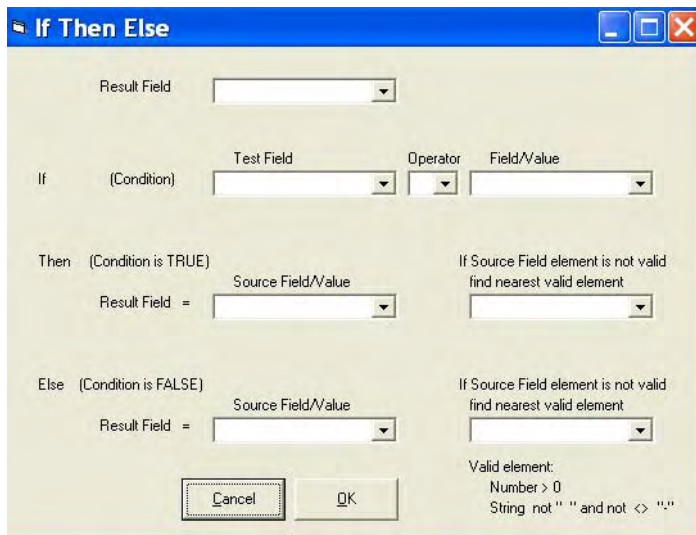 If Then Else
Result Field
Test Field Operator Field/Value
If (Condition)
Then (Condition is TRUE) If Source Field element is not valid
Source Field/Value find nearest valid element
Result Field =
Else (Condition is FALSE) If Source Field element is not valid
Source Field/Value find nearest valid element
Result Field =
Valid element:
Cancel OK Number > 0
String not " " and not <> "-"